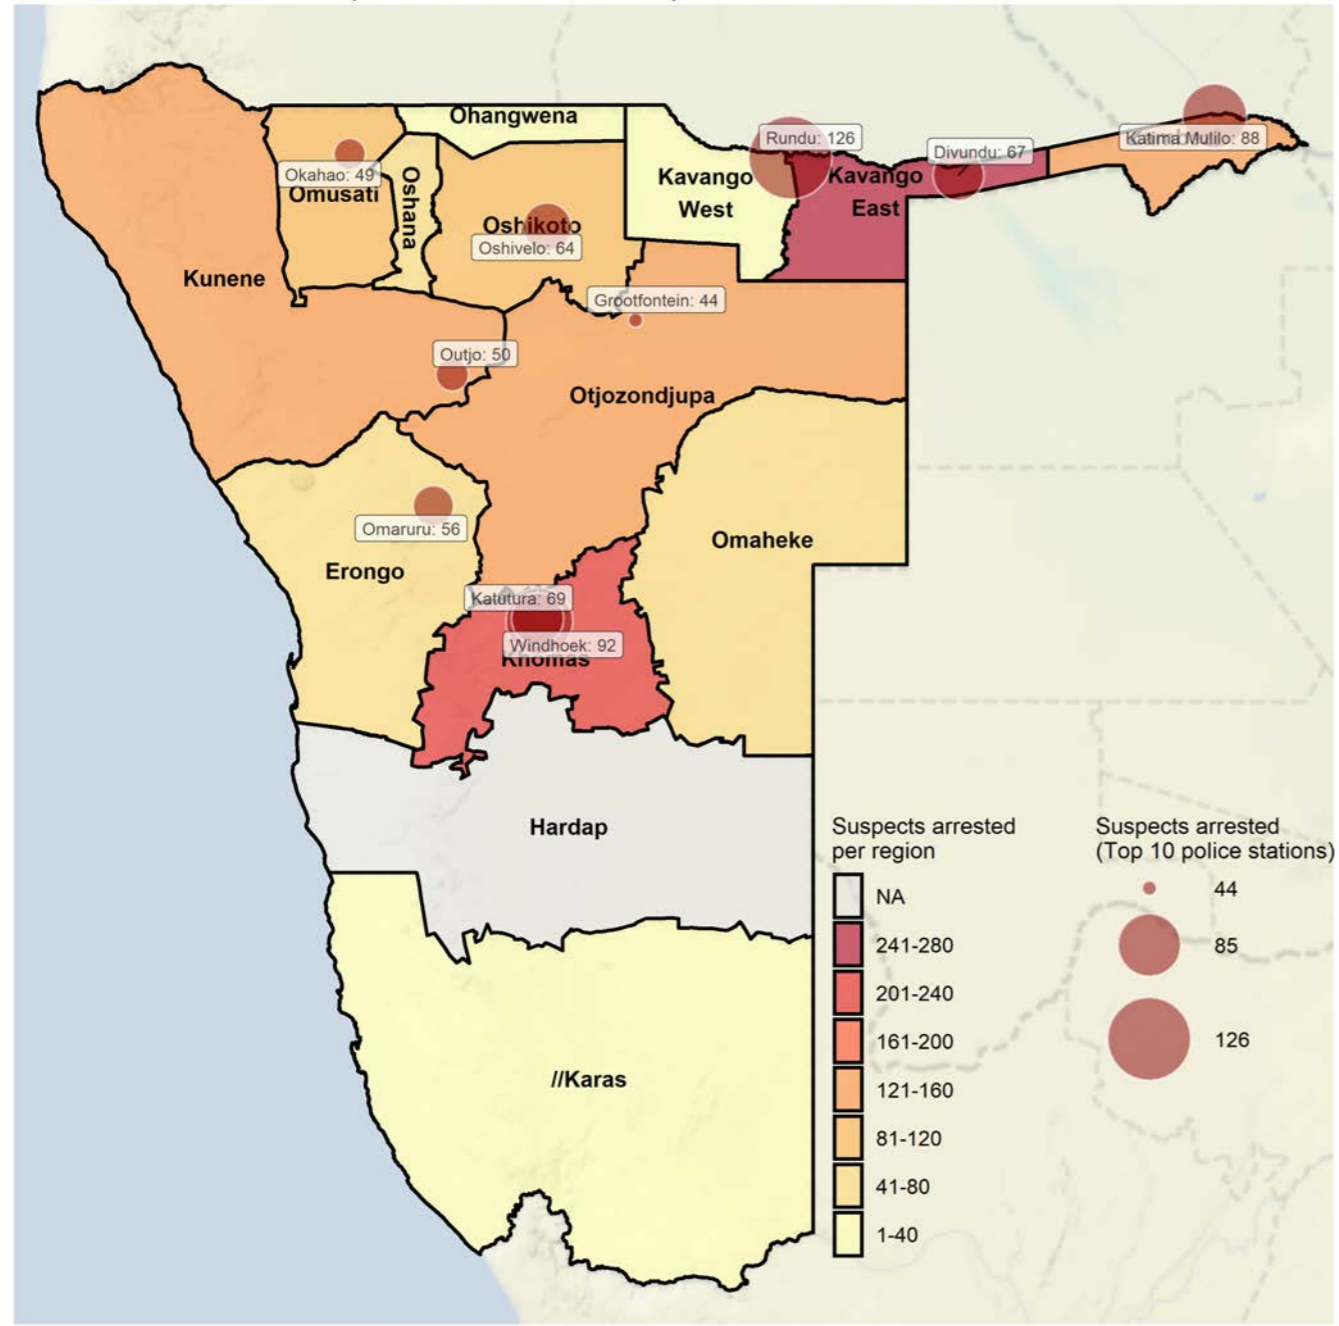 Ohangwena
Rundu: 126
Katima Mulilo: 88
Divundu: 67
Okahao: 49
Omusati
Oshana
Oshikoto
Oshivelo: 64
Kavango
West
Kavango
East
Kunene
Grootfontein: 44
Outjo: 50
Otjozondjupa
Omaruru: 56
Erongo
Omaheke
Katutura: 69
Windhoek: 92
Khomas
Hardap
//Karas
Suspects arrested
per region
NA
241-280
201-240
161-200
121-160
81-120
41-80
1-40
Suspects arrested
(Top 10 police stations)
44
85
126